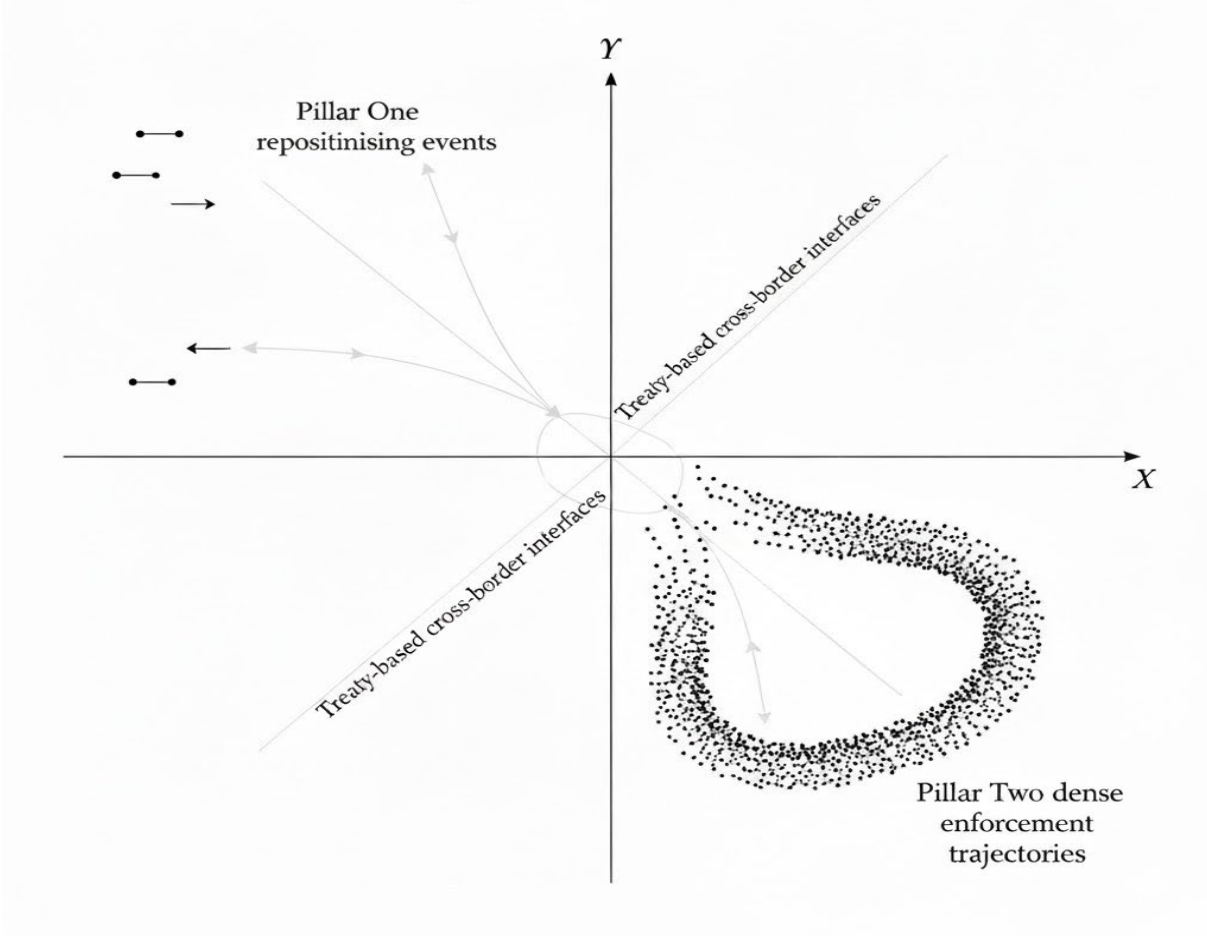 Y
Pillar One
repositinising events
Treaty-based cross-border interfaces
X
Treaty-based cross-border interfaces
Pillar Two dense
enforcement
trajectories